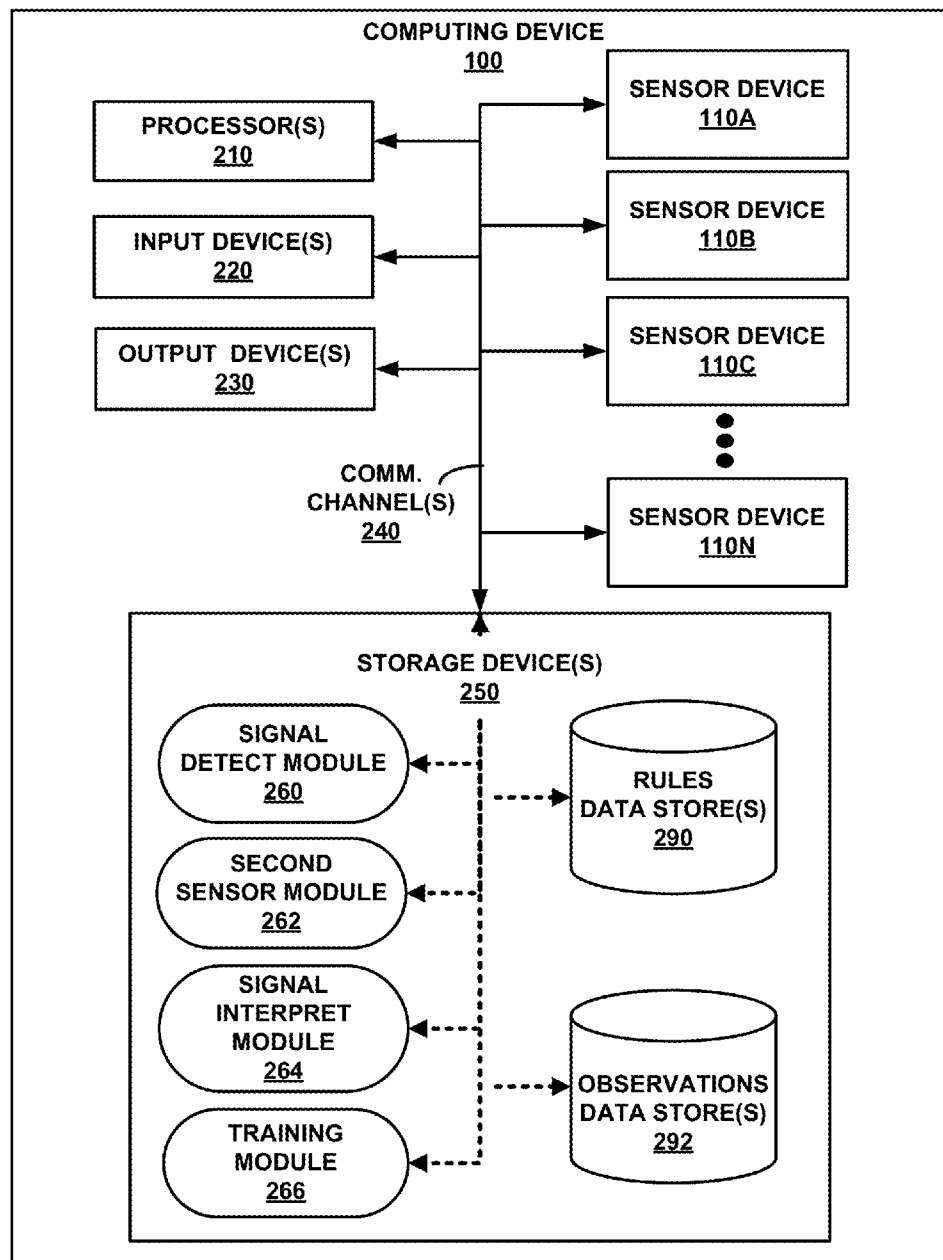 COMPUTING DEVICE
100
PROCESSOR(S)
210
INPUT DEVICE(S)
220
OUTPUT DEVICE(S)
230
SENSOR DEVICE
110A
SENSOR DEVICE
110B
SENSOR DEVICE
110C
SENSOR DEVICE
110N
COMM.
CHANNEL(S)
240
STORAGE DEVICE(S)
250
SIGNAL
DETECT MODULE
260
SECOND
SENSOR MODULE
262
SIGNAL
INTERPRET
MODULE
264
TRAINING
MODULE
266
RULES
DATA STORE(S)
290
OBSERVATIONS
DATA STORE(S)
292